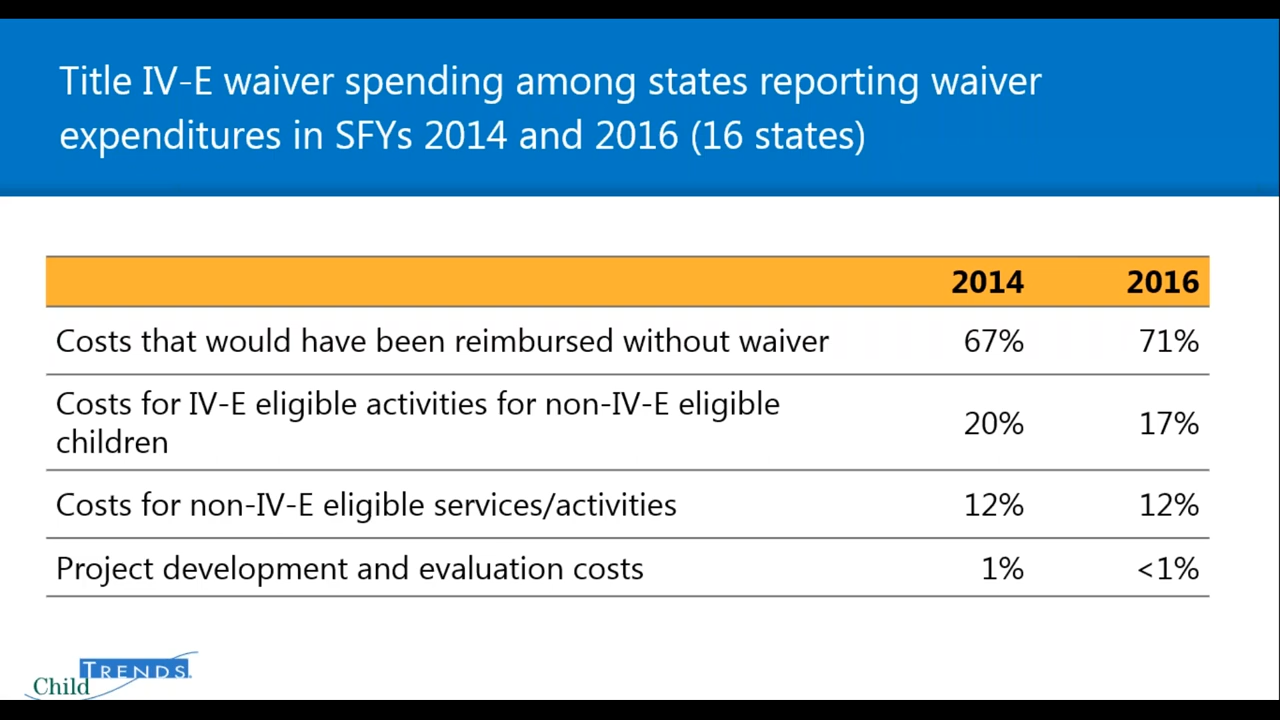 Title IV-E waiver spending among states reporting waiver
expenditures in SFYs 2014 and 2016 (16 states)
2014 2016
Costs that would have been reimbursed without waiver 67% 71%
Costs for IV-E eligible activities for non-IV-E eligible
children 20% 17%
Costs for non-IV-E eligible services/activities 12% 12%
Project development and evaluation costs 1% <1%
TRENDS
Child